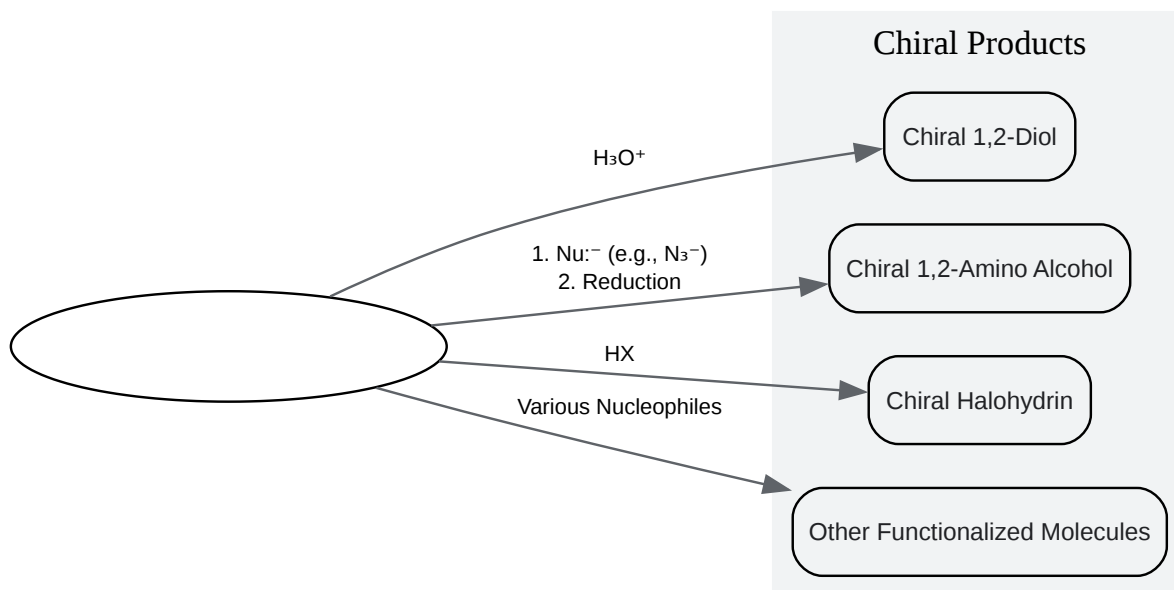 Chiral Products
Chiral 1,2-Diol
H₃O⁺
1. Nu:⁻ (e.g., N₃⁻)
2. Reduction
Chiral 1,2-Amino Alcohol
HX
Chiral Halohydrin
Various Nucleophiles
Other Functionalized Molecules